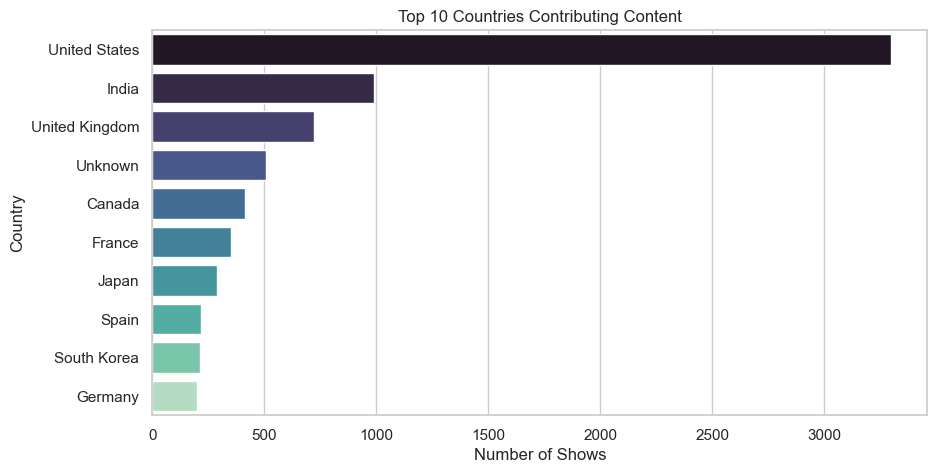 Top 10 Countries Contributing Content
Country
United States
India
United Kingdom
Unknown
Canada
France
Japan
Spain
South Korea
Germany
0 500 1000 1500 2000 2500 3000
Number of Shows